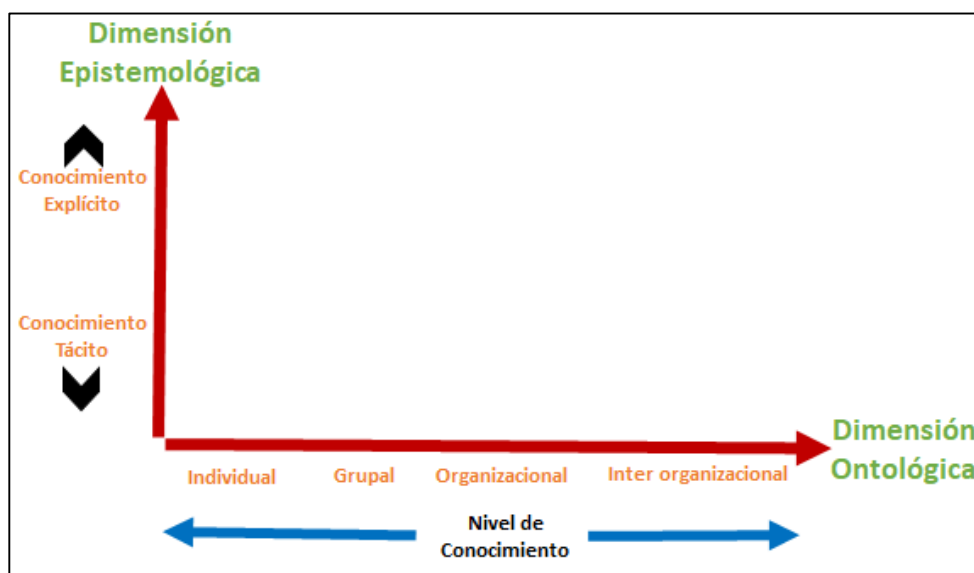 Dimensión
Epistemológica
Conocimiento
Explícito
Conocimiento
Tácito
Dimensión
Ontológica
Individual
Grupal
Organizacional
Inter organizacional
Nivel de
Conocimiento